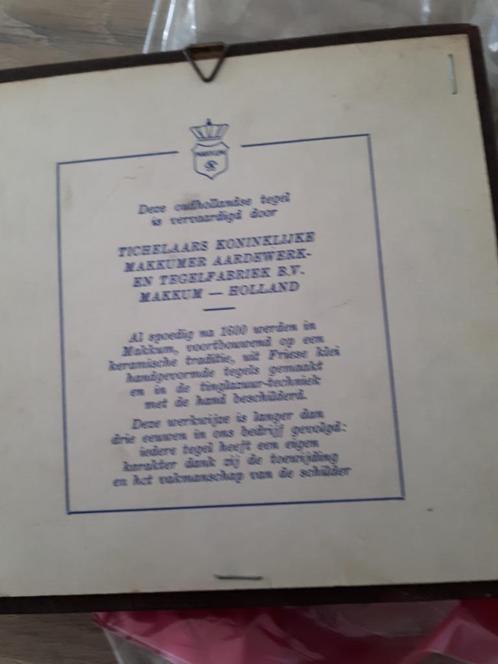 MAKKUM
Deze oudhollandse tegel
is vervaardigd door
TICHELAARS KONINKLIJKE
MAKKUMER AARDEWERK-
EN TEGELFABRIEK B.V.
MAKKUM — HOLLAND
Al spoedig na 1600 werden in
Makkum, voortbouwend op een
keramische traditie, uit Friese klei
handgevormde tegels gemaakt
en in de tinglazuur-techniek
met de hand beschilderd.
Deze werkwijze is langer dan
drie eeuwen in ons bedrijf gevolgd:
iedere tegel heeft een eigen
karakter dank zij de toewijding
en het vakmanschap van de schilder